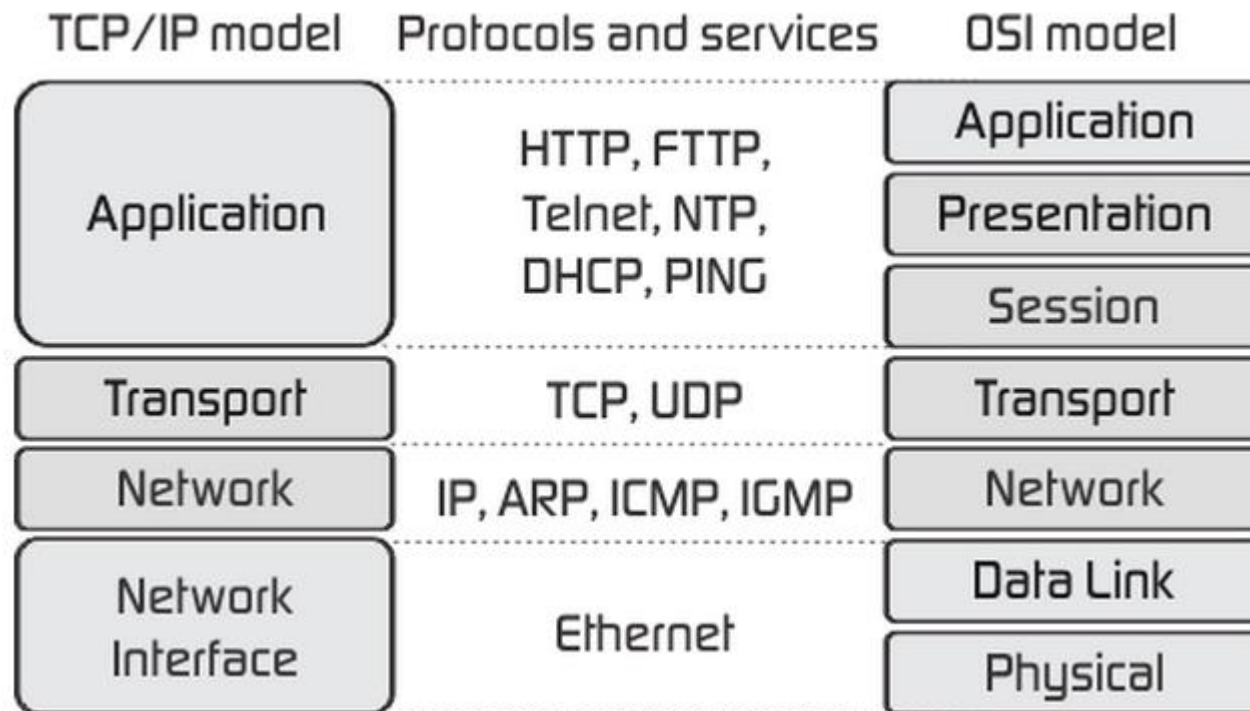 TCP/IP model Protocols and services OSI model
Application
HTTP, FTTP,
Telnet, NTP,
DHCP, PING
Application
Presentation
Session
Transport
TCP, UDP
Transport
Network
IP, ARP, ICMP, IGMP
Network
Network
Interface
Ethernet
Data Link
Physical